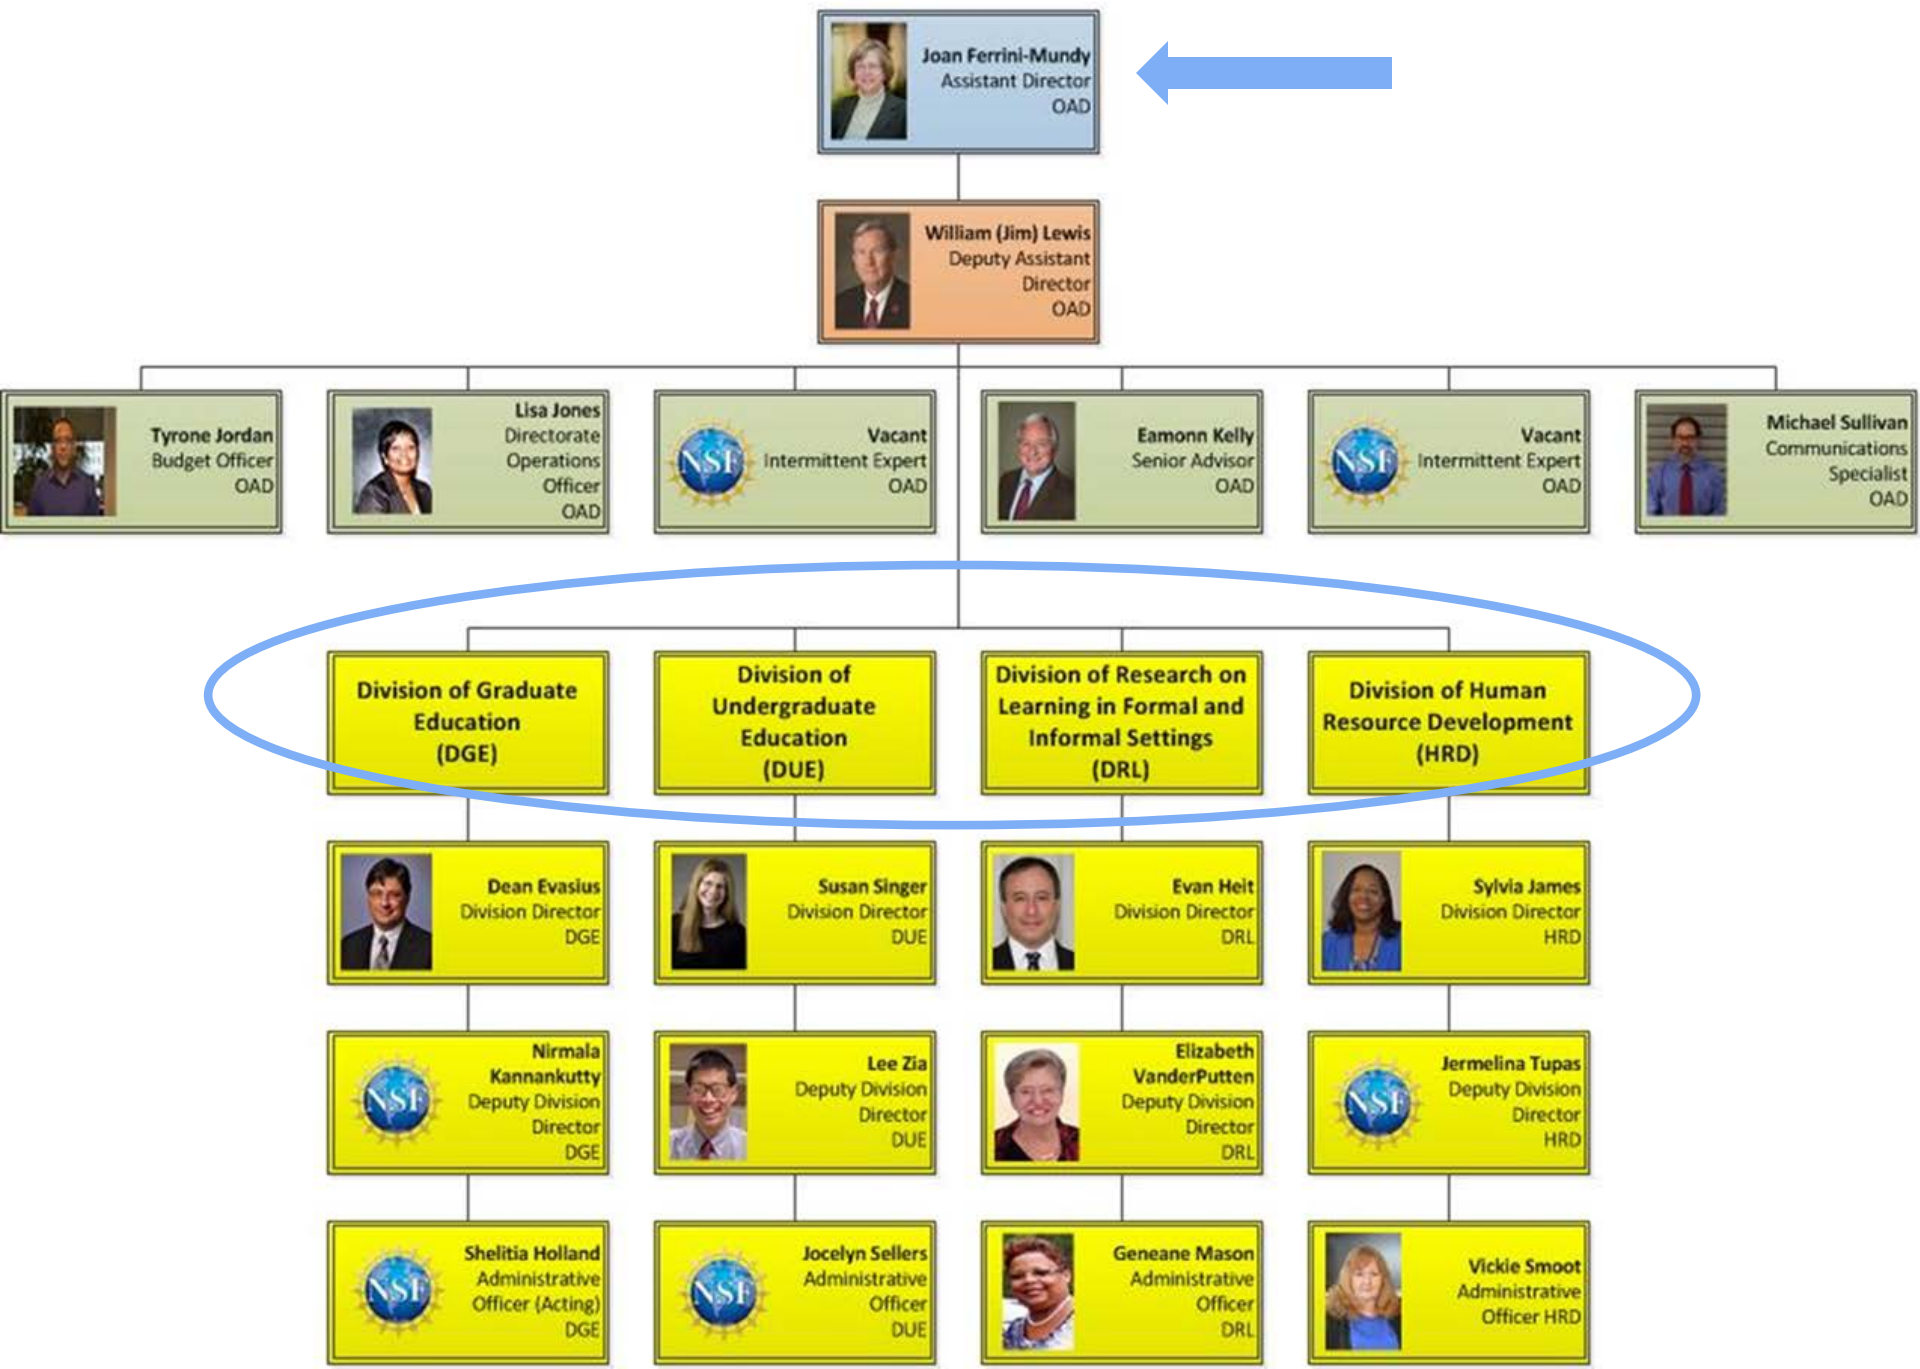 Joan Ferrini-Mundy
Assistant Director
OAD
William (Jim) Lewis
Deputy Assistant
Director
OAD
Tyrone Jordan
Budget Officer
OAD
Lisa Jones
Directorate
Operations
Officer
OAD
NSF
Vacant
Intermittent Expert
OAD
Eamonn Kelly
Senior Advisor
OAD
NSF
Vacant
Intermittent Expert
OAD
Michael Sullivan
Communications
Specialist
OAD
Division of Graduate
Education
(DGE)
Division of
Undergraduate
Education
(DUE)
Division of Research on
Learning in Formal and
Informal Settings
(DRL)
Division of Human
Resource Development
(HRD)
Dean Evasius
Division Director
DGE
Susan Singer
Division Director
DUE
Evan Heit
Division Director
DRL
Sylvia James
Division Director
HRD
NSF
Nirmala
Kannankutty
Deputy Division
Director
DGE
Lee Zia
Deputy Division
Director
DUE
Elizabeth
VanderPutten
Deputy Division
Director
DRL
NSF
Jermelina Tupas
Deputy Division
Director
HRD
NSF
Shelitia Holland
Administrative
Officer (Acting)
DGE
NSF
Jocelyn Sellers
Administrative
Officer
DUE
Geneane Mason
Administrative
Officer
DRL
Vickie Smoot
Administrative
Officer HRD